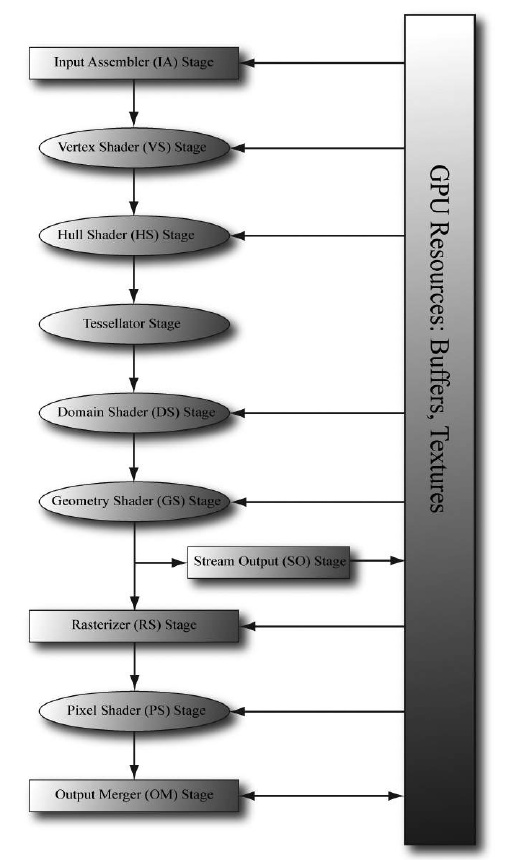 Input Assembler (IA) Stage
Vertex Shader (VS) Stage
Hull Shader (HS) Stage
Tessellator Stage
Domain Shader (DS) Stage
Geometry Shader (GS) Stage
Stream Output (SO) Stage
Rasterizer (RS) Stage
Pixel Shader (PS) Stage
Output Merger (OM) Stage
GPU Resources: Buffers, Textures